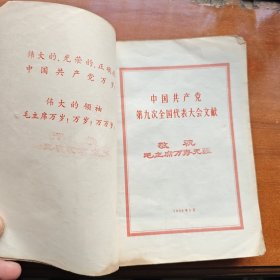 伟大的、光荣的、正确的
中国共产党万
伟大的领袖
毛主席万岁！万岁！万万
中国共产党
第九次全国代表大会文献
敬祝
毛主席万寿无疆